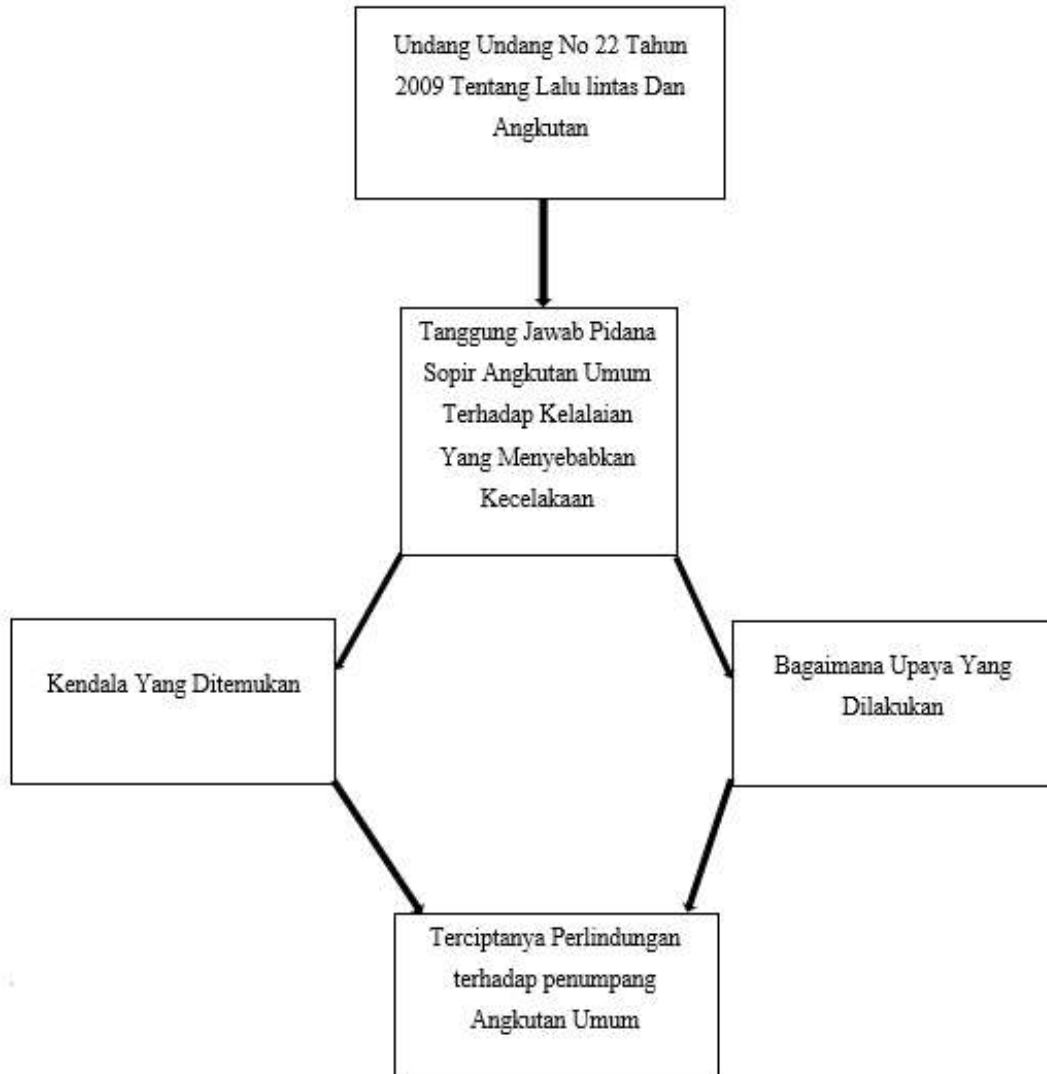 Undang Undang No 22 Tahun
2009 Tentang Lalu lintas Dan
Angkutan
Tanggung Jawab Pidana
Sopir Angkutan Umum
Terhadap Kelalaian
Yang Menyebabkan
Kecelakaan
Kendala Yang Ditemukan
Bagaimana Upaya Yang
Dilakukan
Terciptanya Perlindungan
terhadap penumpang
Angkutan Umum